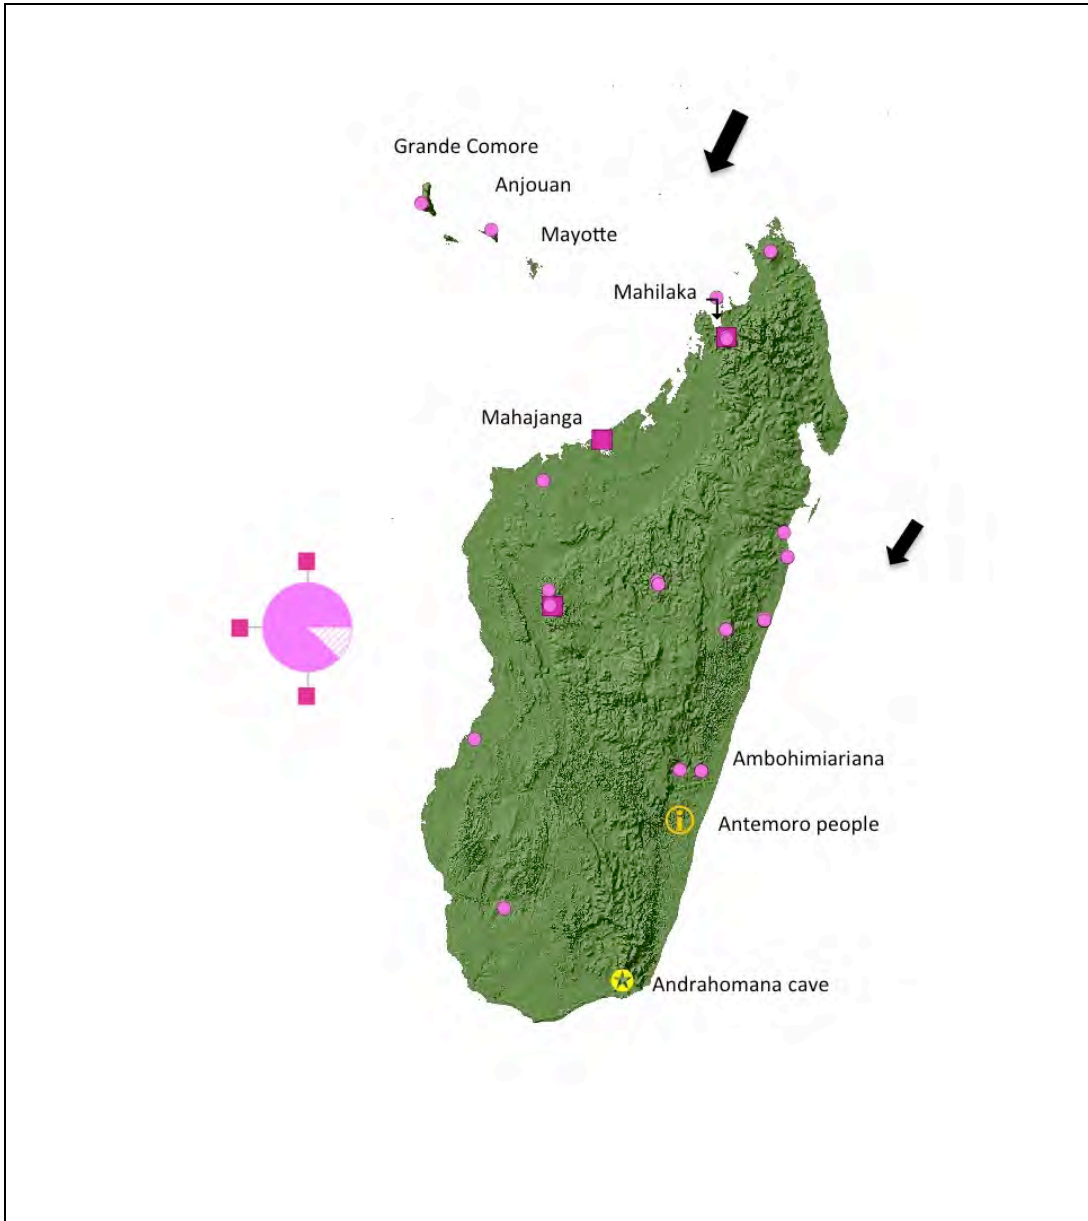 Grande Comore
Anjouan
Mayotte
Mahilaka
Mahajanga
Ambohimiariana
Antemoro people
Andrahomana cave